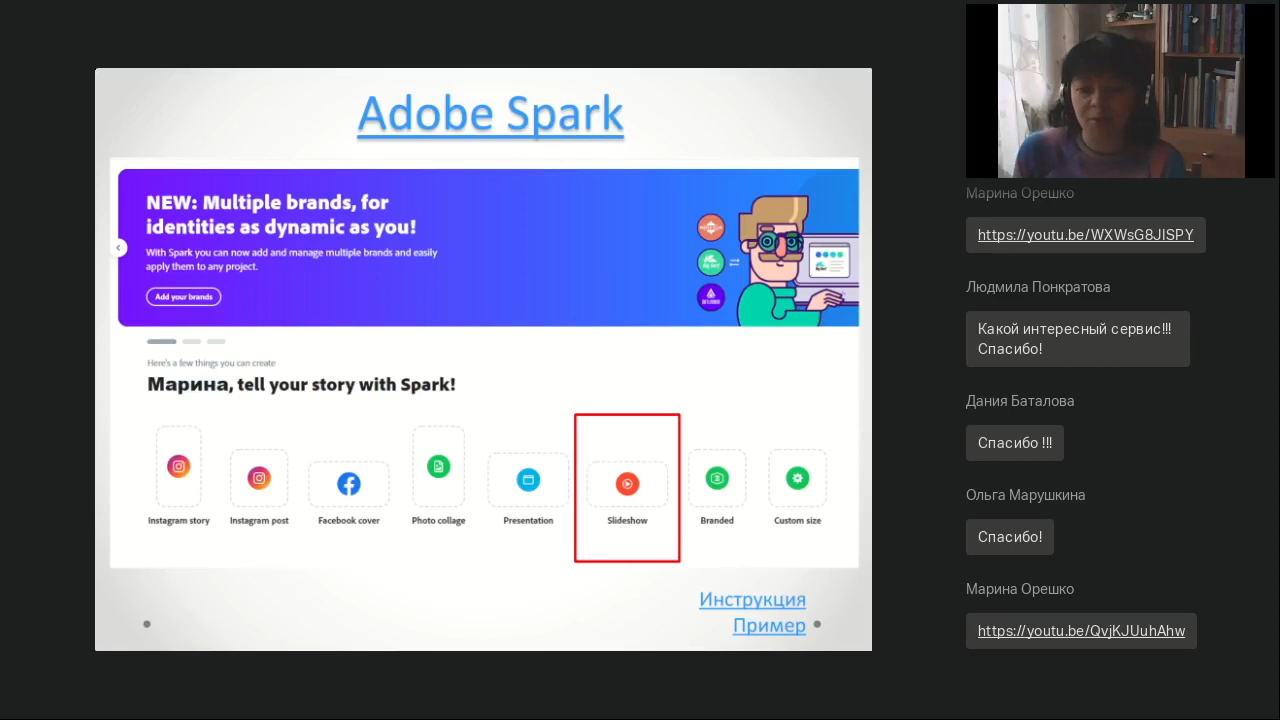 Adobe Spark
NEW: Multiple brands, for
identities as dynamic as you!
With Spark you can now add and manage multiple brands and easily
apply them to any project.
Add your brands
Here's a few things you can create
Марина, tell your story with Spark!
Instagram story
Instagram post
Facebook cover
Photo collage
Presentation
Slideshow
Branded
Custom size
Инструкция
Пример
Марина Орешко
https://youtu.be/WXWsG8JlSPY
Людмила Понкратова
Какой интересный сервис!!!
Спасибо!
Дания Баталова
Спасибо !!!
Ольга Марушкина
Спасибо!
Марина Орешко
https://youtu.be/QvjKJUuhAhw